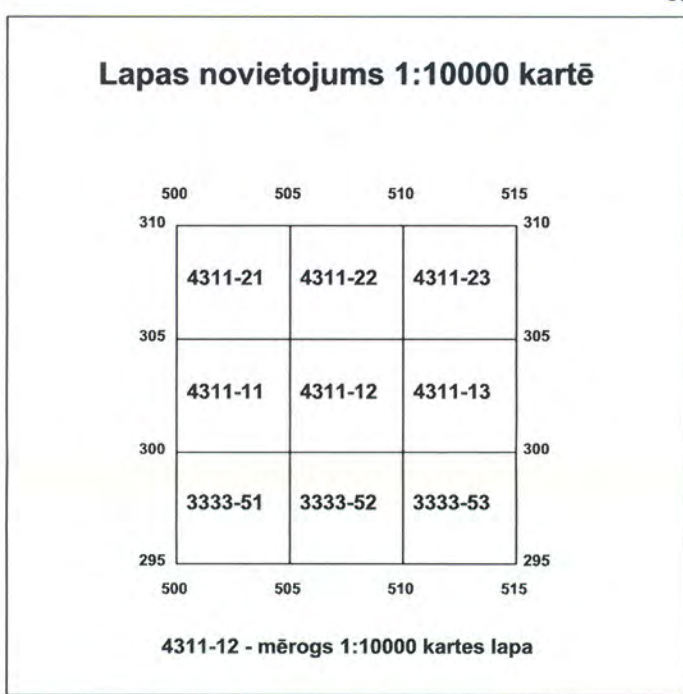 Lapas novietojums 1:10000 kartē
500 505 510 515
310 310
4311-21 4311-22 4311-23
305 305
4311-11 4311-12 4311-13
300 300
3333-51 3333-52 3333-53
295 295
500 505 510 515
4311-12 - mērogs 1:10000 kartes lapa